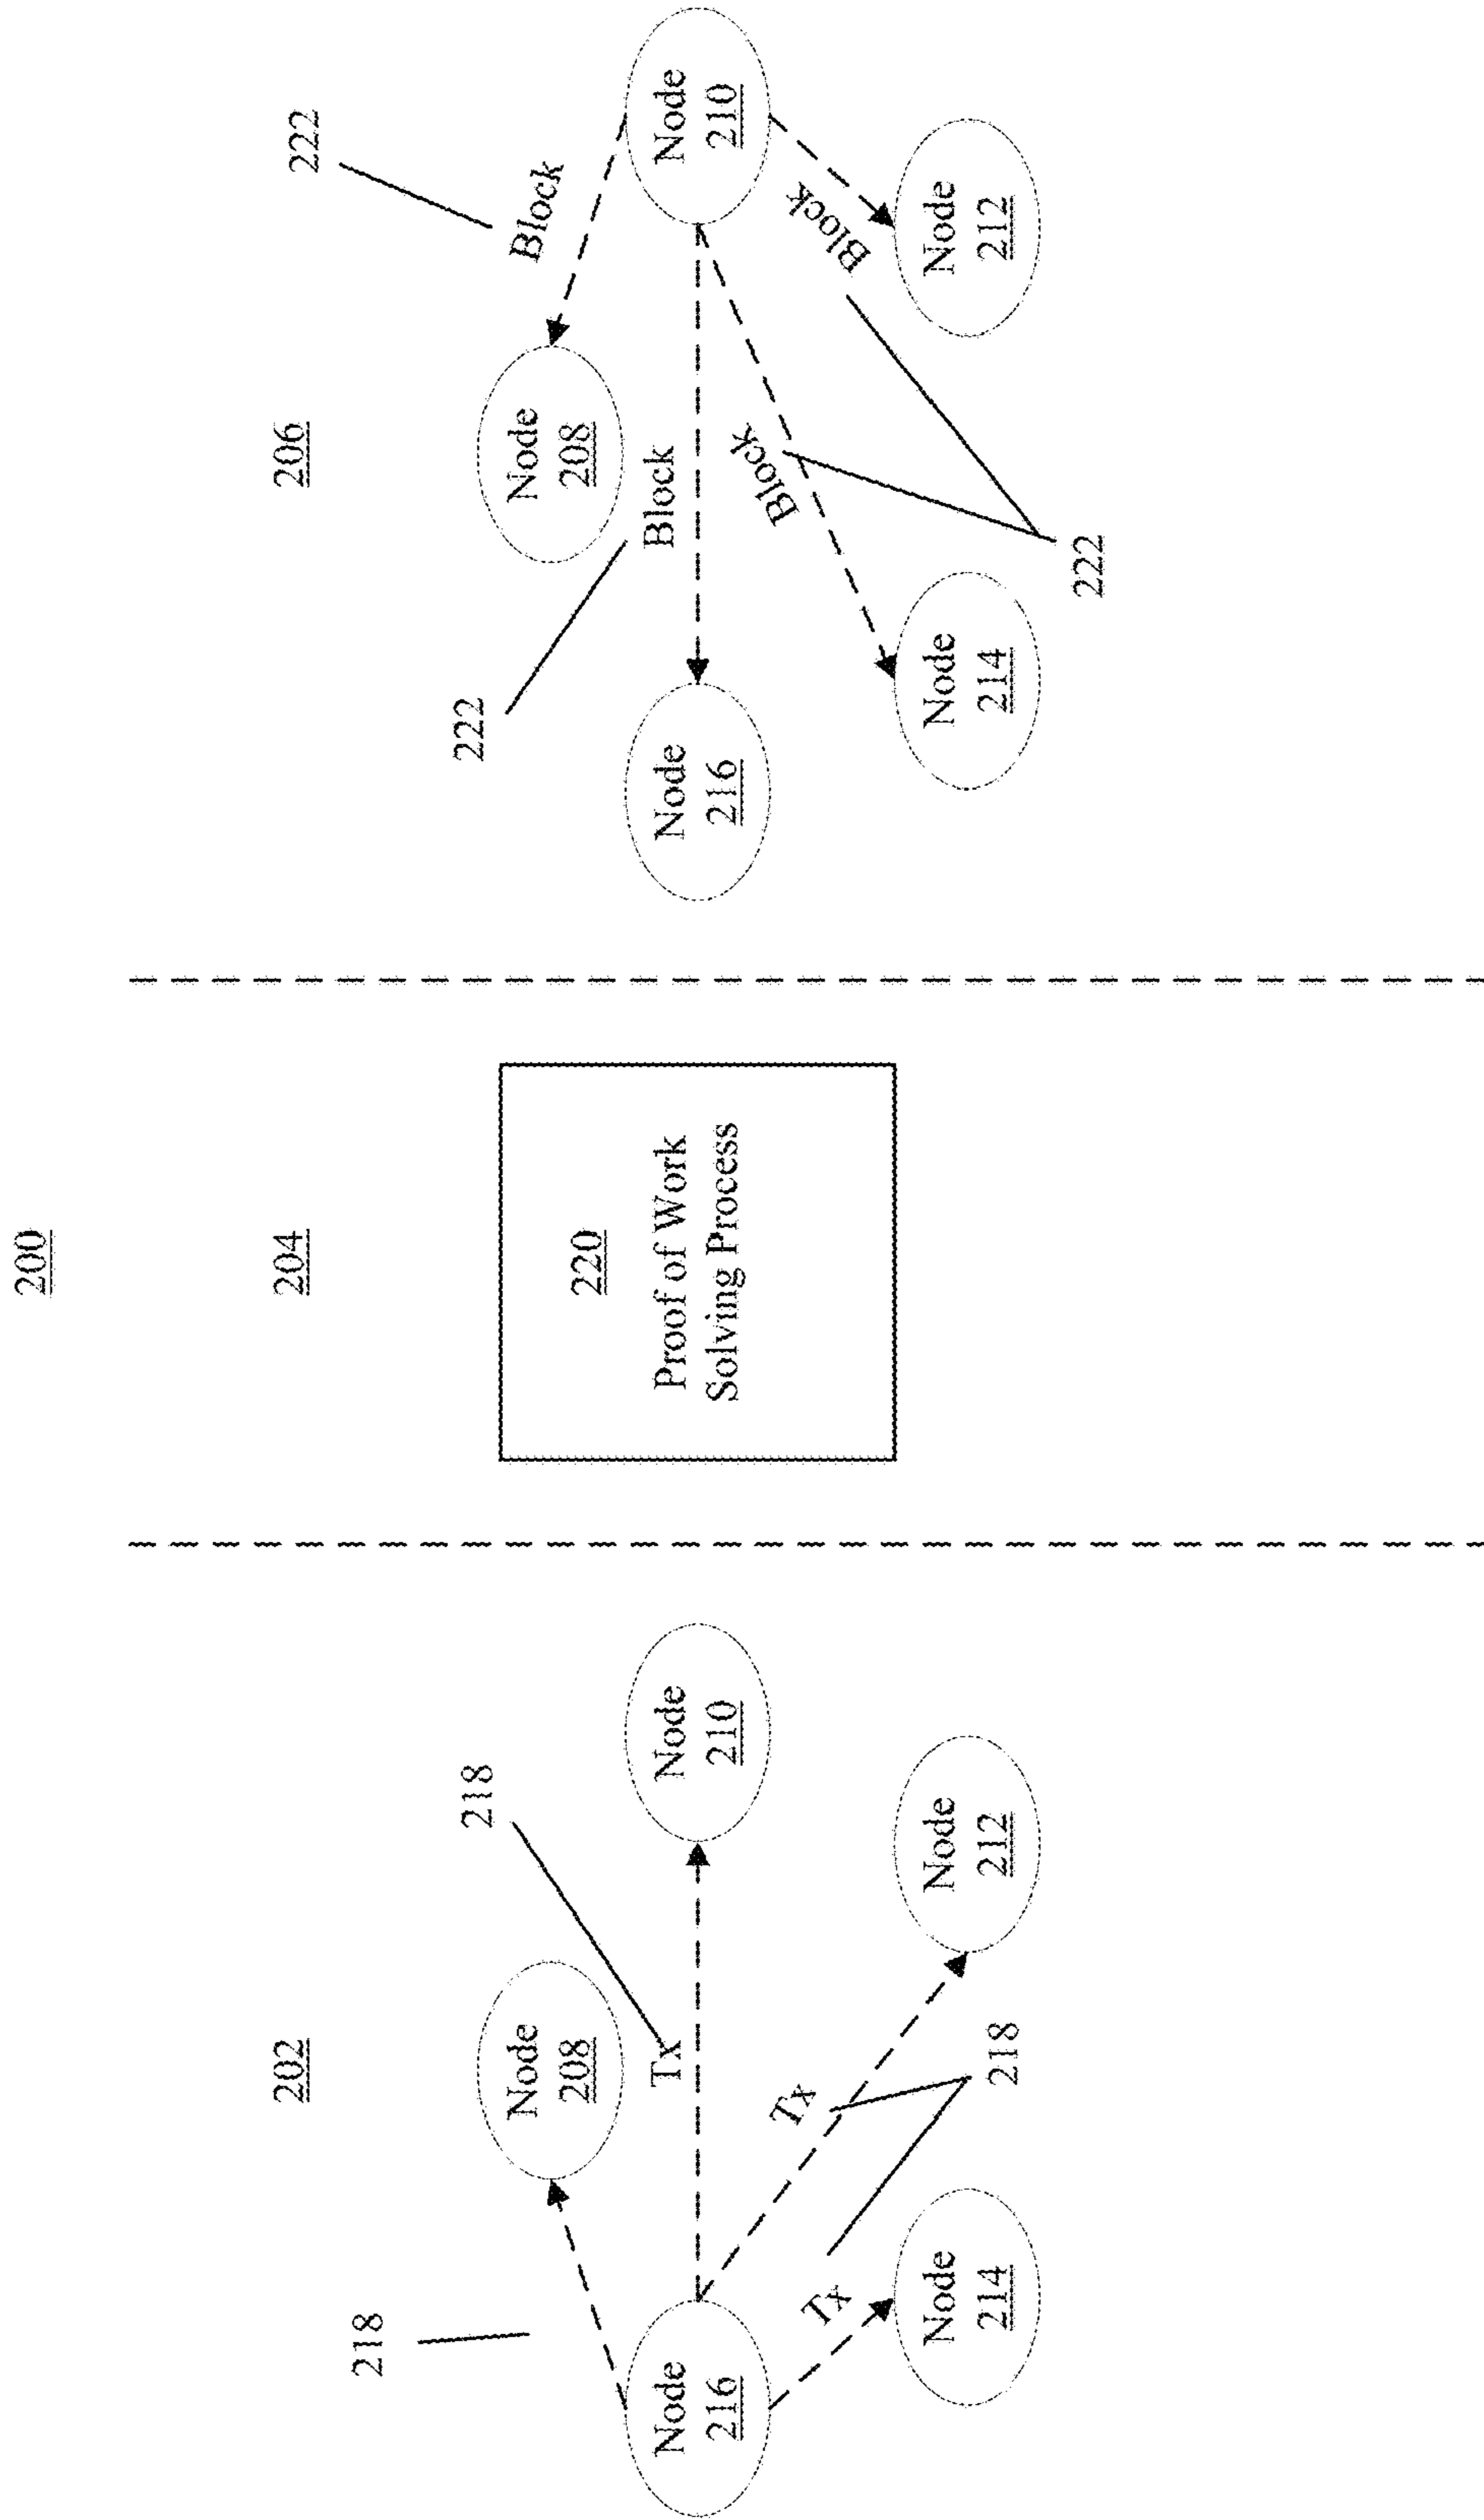 200
202
218
Node
208
218
Node
216
Tx
Node
210
Tx
Tx
Node
214
Node
212
218
204
220
Proof of Work
Solving Process
206
222
Block
222
Node
208
Node
216
Block
Node
210
Block
Block
Node
214
Node
212
222